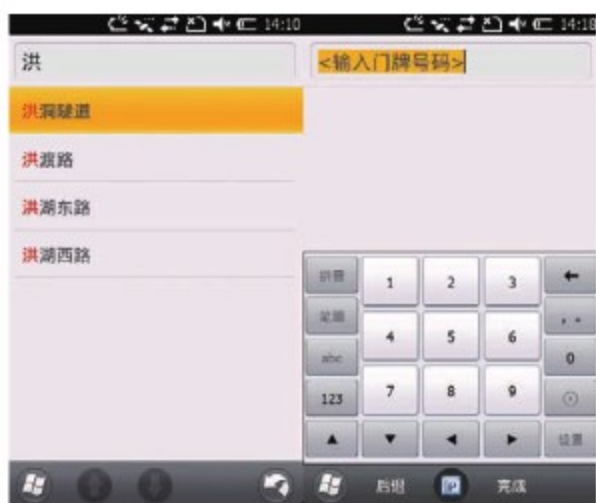 14:10
洪
洪洞隧道
洪渡路
洪湖东路
洪湖西路
14:18
<输入门牌号码>
拼音 1 2 3
笔画 4 5 6 , 。
abc 0
123 7 8 9
设置
后退 完成